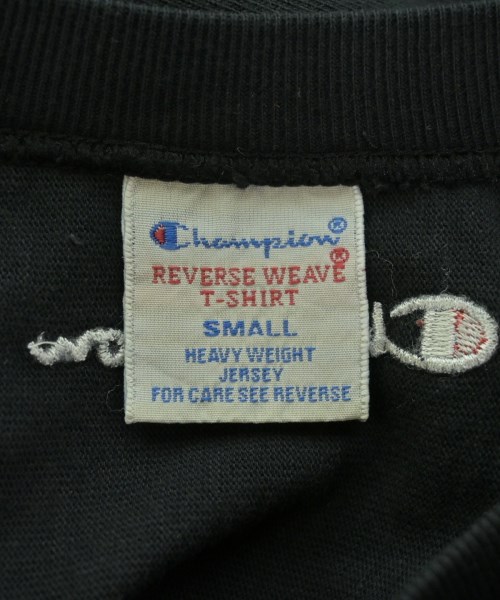 Champion®
REVERSE WEAVE®
T-SHIRT
SMALL
HEAVY WEIGHT
JERSEY
FOR CARE SEE REVERSE